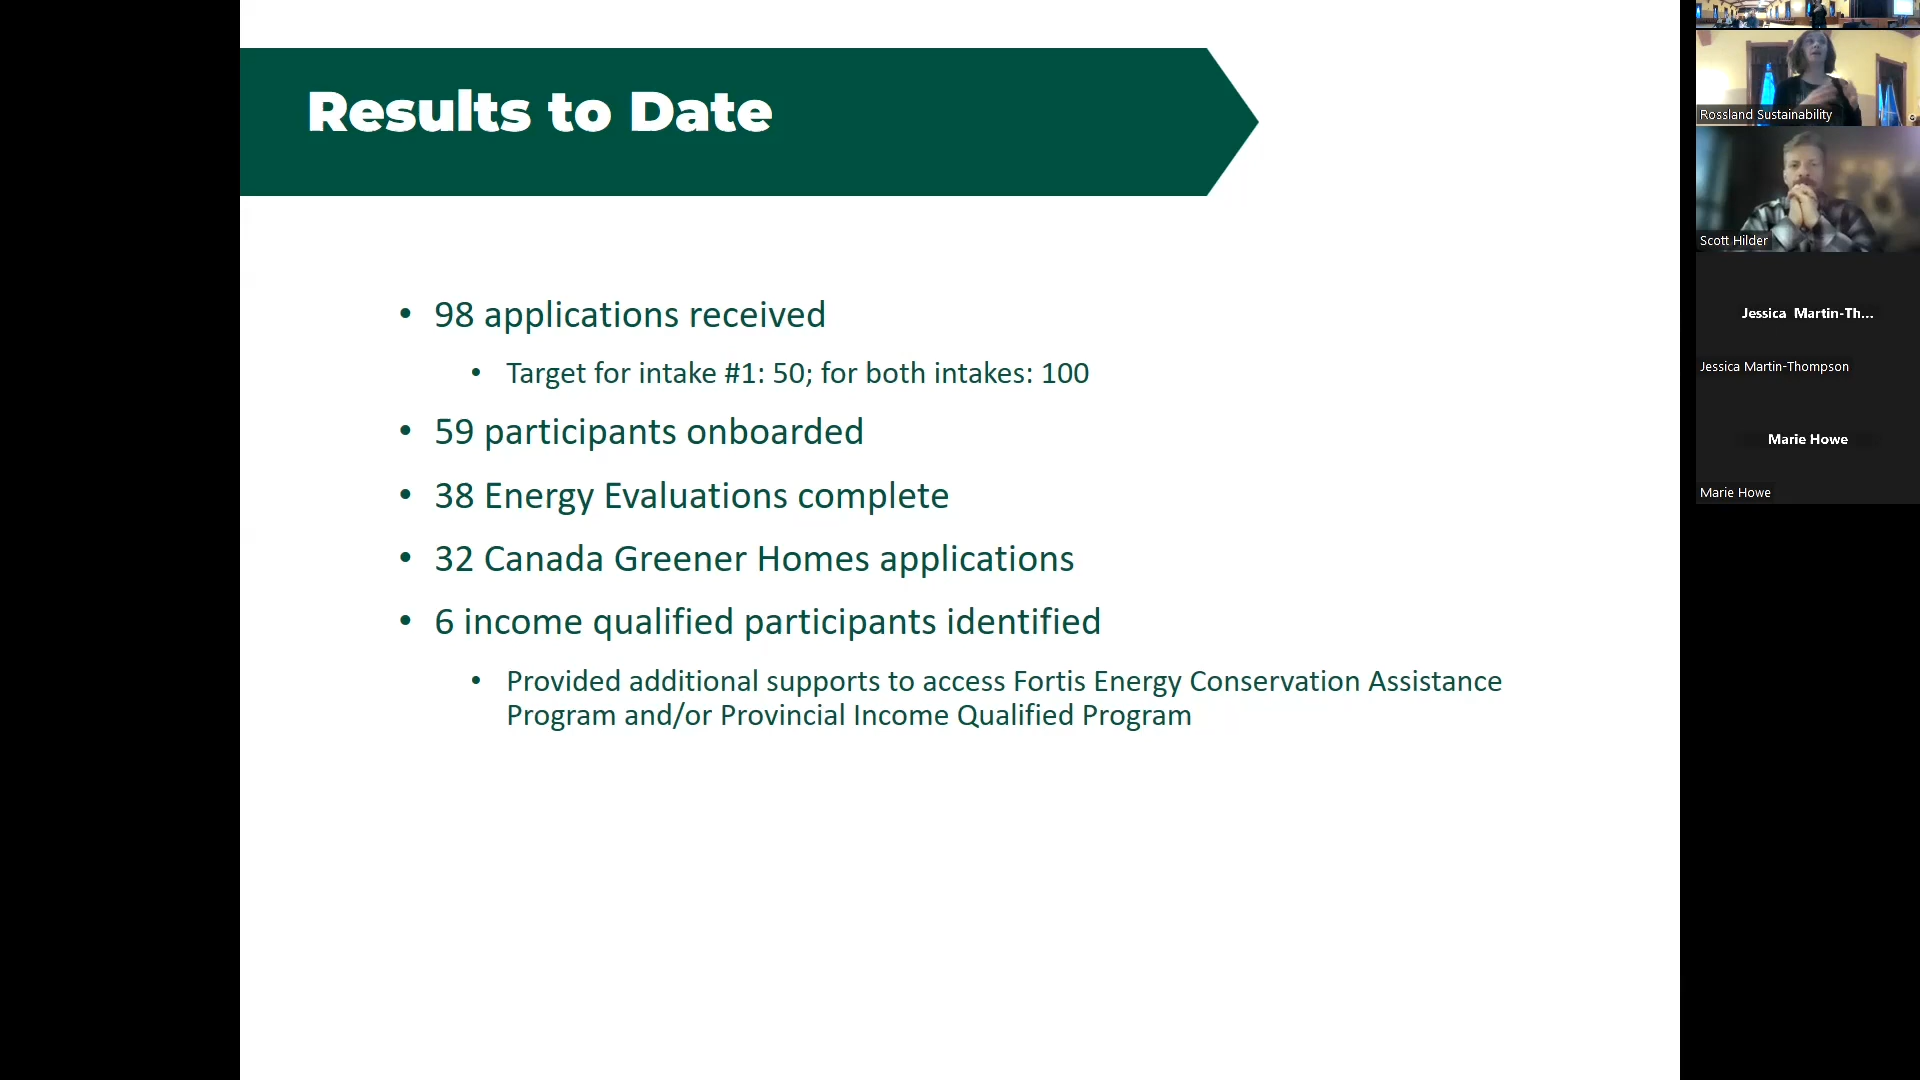 Results to Date
• 98 applications received
• Target for intake #1: 50; for both intakes: 100
• 59 participants onboarded
• 38 Energy Evaluations complete
• 32 Canada Greener Homes applications
• 6 income qualified participants identified
• Provided additional supports to access Fortis Energy Conservation Assistance
Program and/or Provincial Income Qualified Program
Rossland Sustainability
Scott Hilder
Jessica Martin-Th...
Jessica Martin-Thompson
Marie Howe
Marie Howe